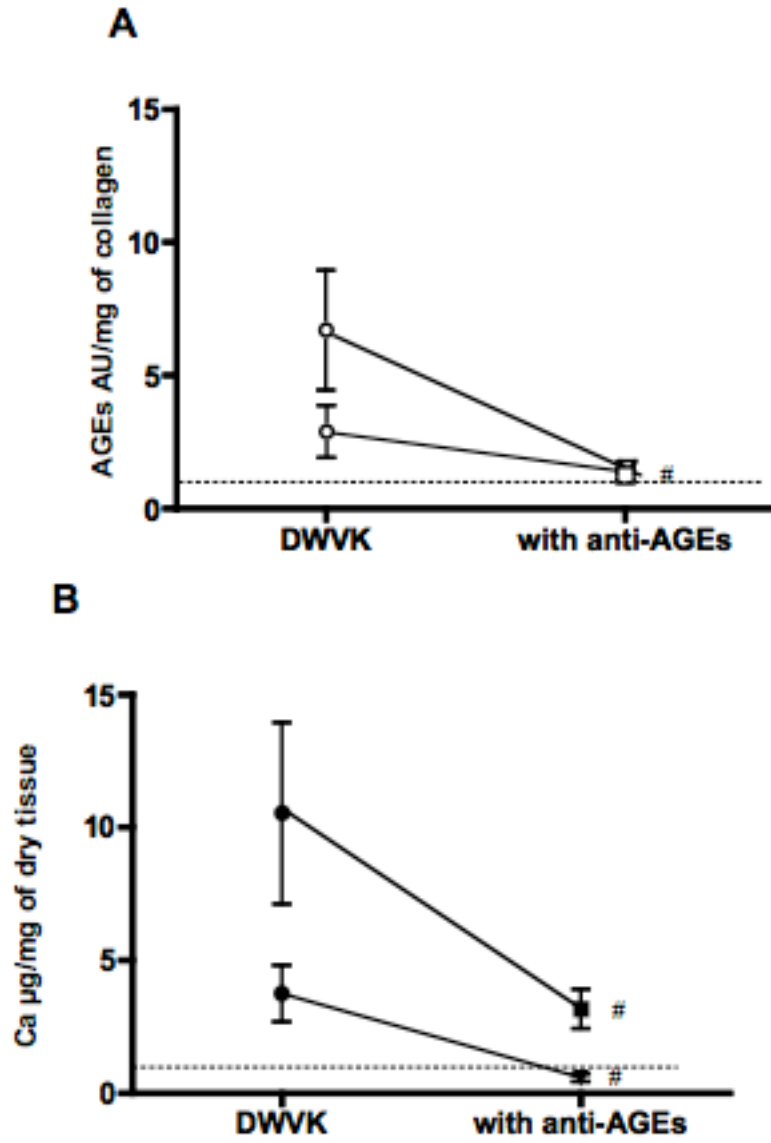 A
AGEs AU/mg of collagen
15
10
5
0
#
DWVK
with anti-AGEs
B
Ca µg/mg of dry tissue
15
10
5
0
#
#
DWVK
with anti-AGEs